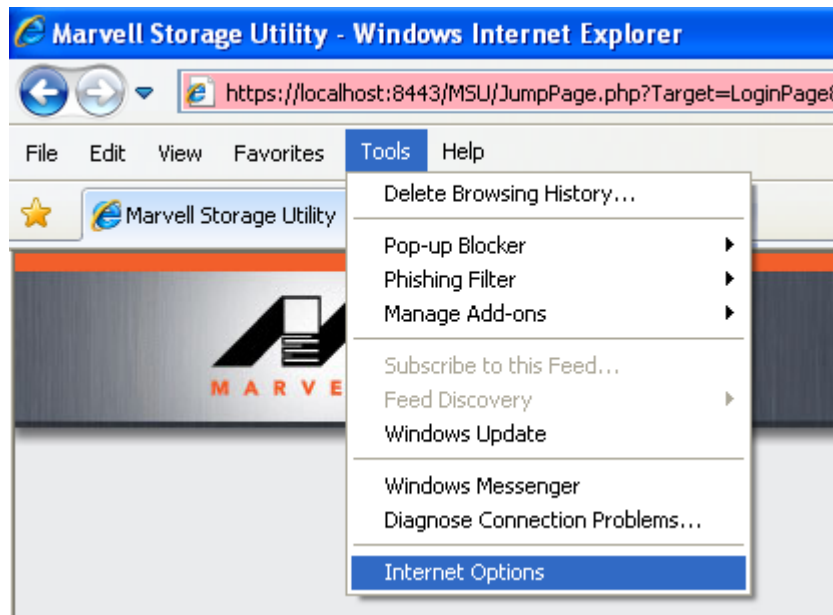 Marvell Storage Utility - Windows Internet Explorer
https://localhost:8443/MSU/JumpPage.php?Target=LoginPage&
File Edit View Favorites Tools Help
Marvell Storage Utility
Delete Browsing History...
Pop-up Blocker
Phishing Filter
Manage Add-ons
MARVE
Subscribe to this Feed...
Feed Discovery
Windows Update
Windows Messenger
Diagnose Connection Problems...
Internet Options